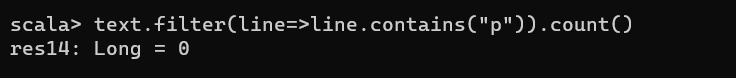 scala> text.filter(line=>line.contains("p")).count()
res14: Long = 0